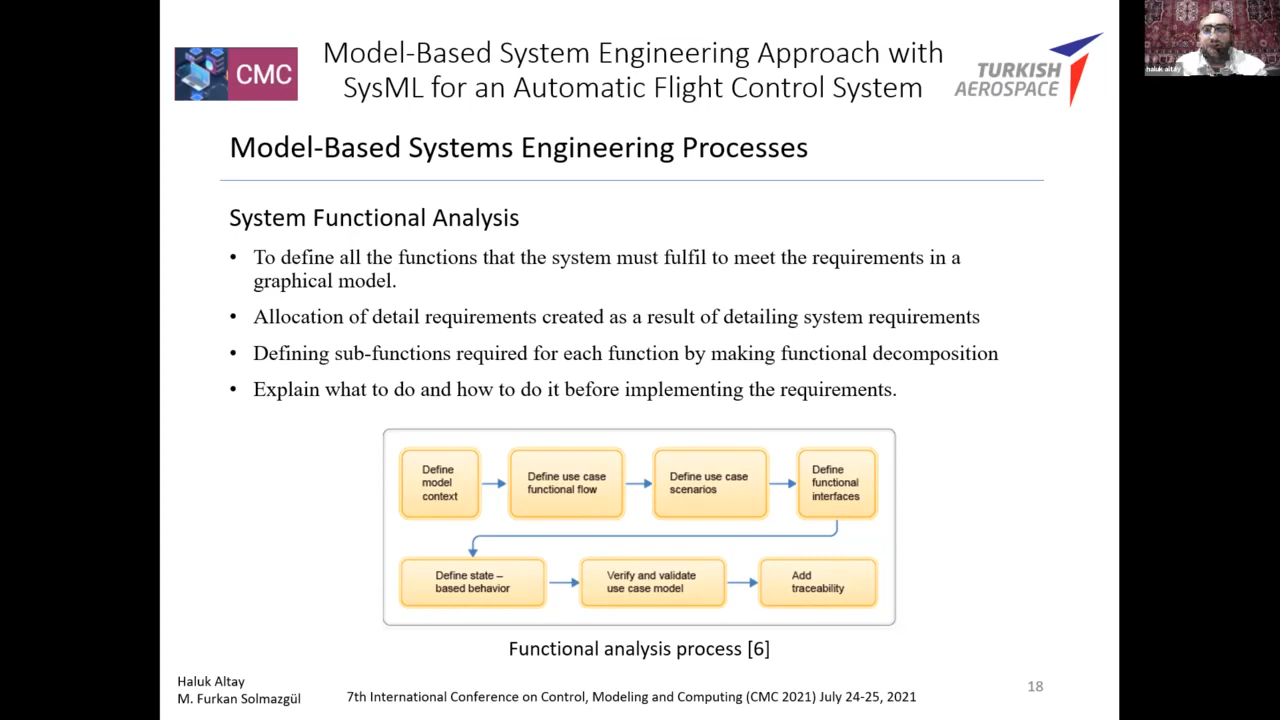 CMC
Model-Based System Engineering Approach with
SysML for an Automatic Flight Control System
TURKISH
AEROSPACE
haluk altay
Model-Based Systems Engineering Processes
System Functional Analysis
• To define all the functions that the system must fulfil to meet the requirements in a
graphical model.
• Allocation of detail requirements created as a result of detailing system requirements
• Defining sub-functions required for each function by making functional decomposition
• Explain what to do and how to do it before implementing the requirements.
Define
model
context
Define use case
functional flow
Define use case
scenarios
Define
functional
interfaces
Define state –
based behavior
Verify and validate
use case model
Add
traceability
Functional analysis process [6]
Haluk Altay
M. Furkan Solmazgül
7th International Conference on Control, Modeling and Computing (CMC 2021) July 24-25, 2021
18